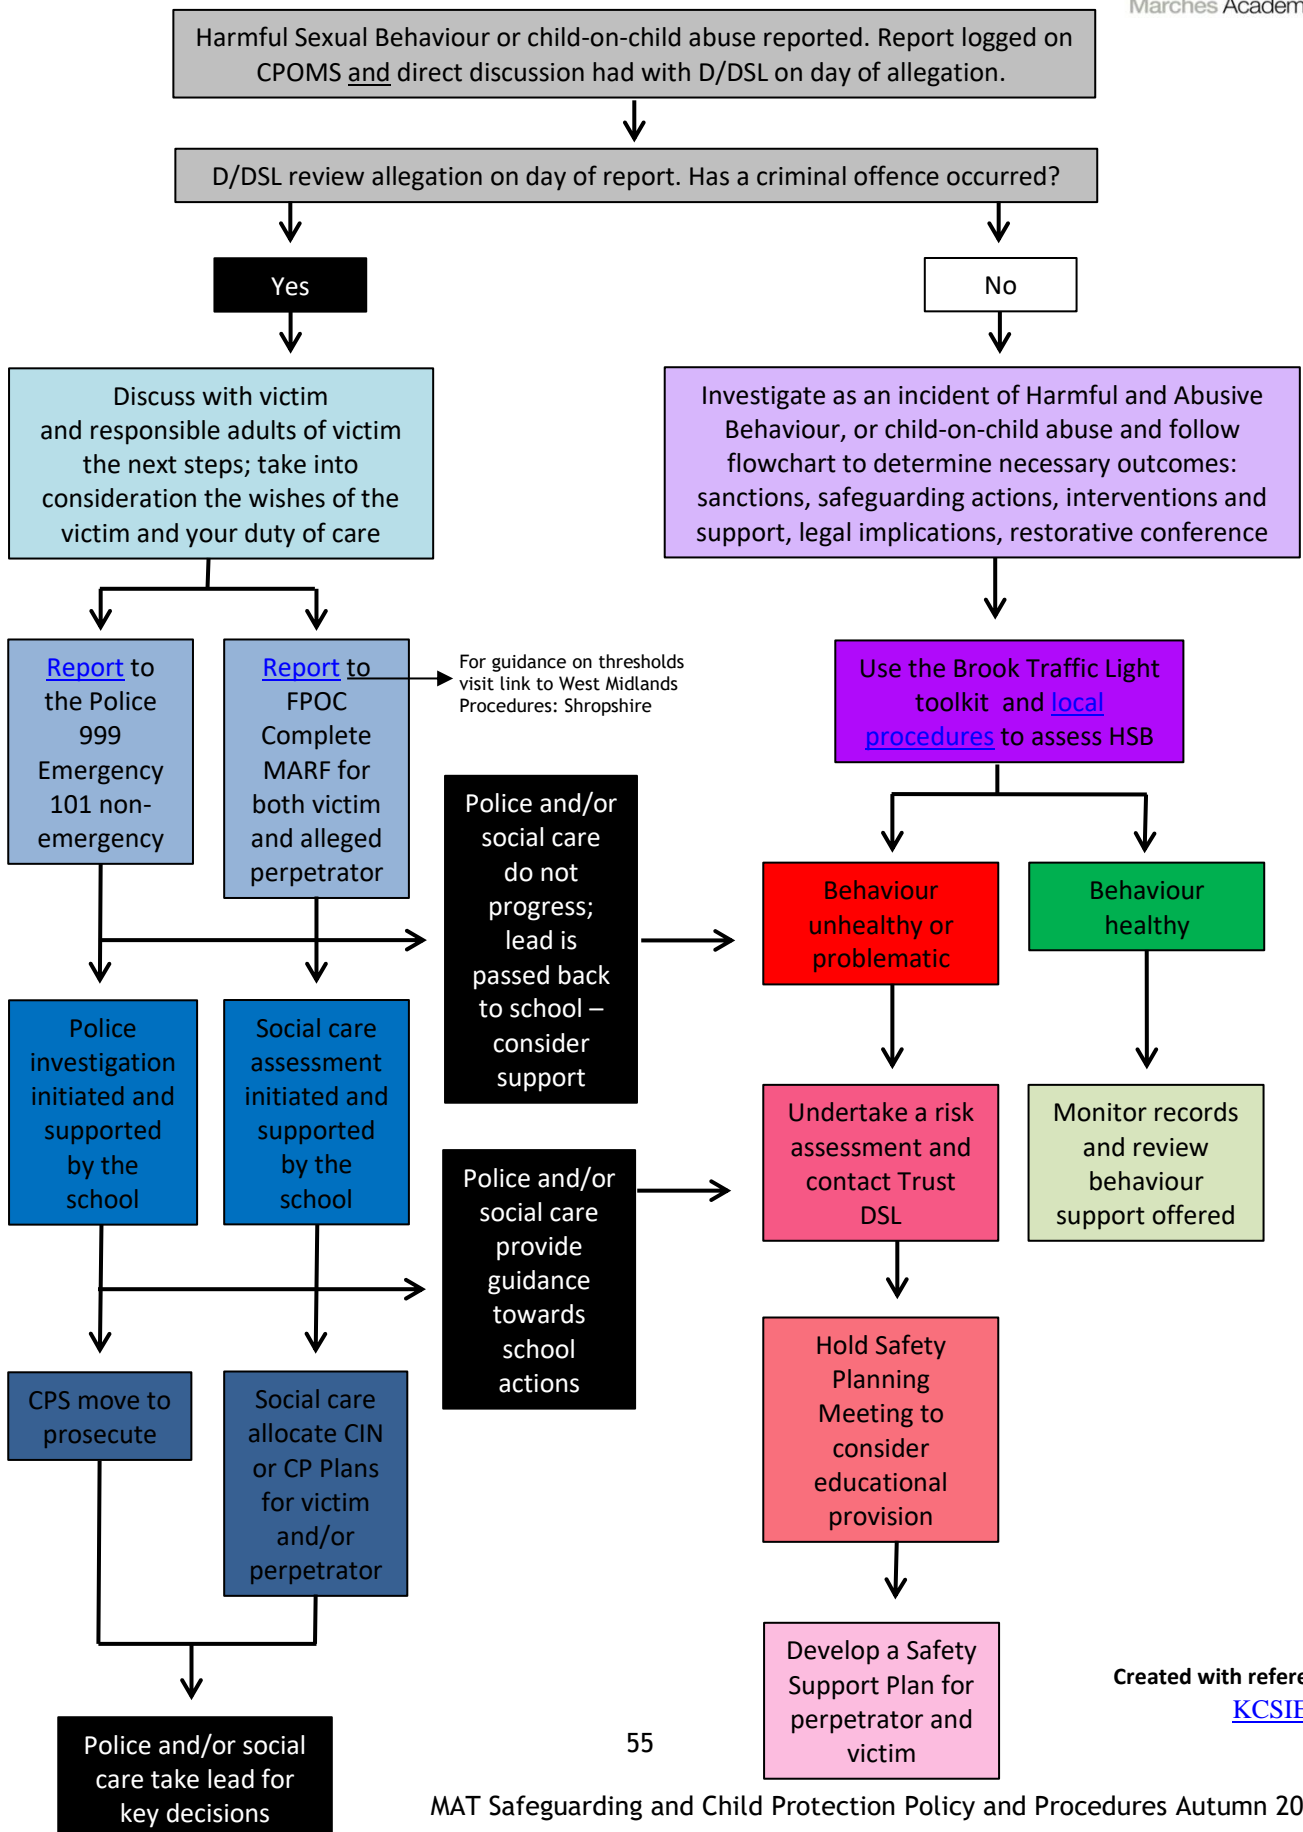 Marches Academ
Harmful Sexual Behaviour or child-on-child abuse reported. Report logged on
CPOMS and direct discussion had with D/DSL on day of allegation.
D/DSL review allegation on day of report. Has a criminal offence occurred?
Yes
No
Discuss with victim
and responsible adults of victim
the next steps; take into
consideration the wishes of the
victim and your duty of care
Investigate as an incident of Harmful and Abusive
Behaviour, or child-on-child abuse and follow
flowchart to determine necessary outcomes:
sanctions, safeguarding actions, interventions and
support, legal implications, restorative conference
Report to
the Police
999
Emergency
101 non-
emergency
Report to
FPOC
Complete
MARF for
both victim
and alleged
perpetrator
For guidance on thresholds
visit link to West Midlands
Procedures: Shropshire
Use the Brook Traffic Light
toolkit and local
procedures to assess HSB
Police and/or
social care
do not
progress;
lead is
passed back
to school –
consider
support
Behaviour
unhealthy or
problematic
Behaviour
healthy
Police
investigation
initiated and
supported
by the
school
Social care
assessment
initiated and
supported
by the
school
Undertake a risk
assessment and
contact Trust
DSL
Monitor records
and review
behaviour
support offered
Police and/or
social care
provide
guidance
towards
school
actions
Hold Safety
Planning
Meeting to
consider
educational
provision
CPS move to
prosecute
Social care
allocate CIN
or CP Plans
for victim
and/or
perpetrator
Develop a Safety
Support Plan for
perpetrator and
victim
Police and/or social
care take lead for
key decisions
Created with refere
KCSIE
55
MAT Safeguarding and Child Protection Policy and Procedures Autumn 20